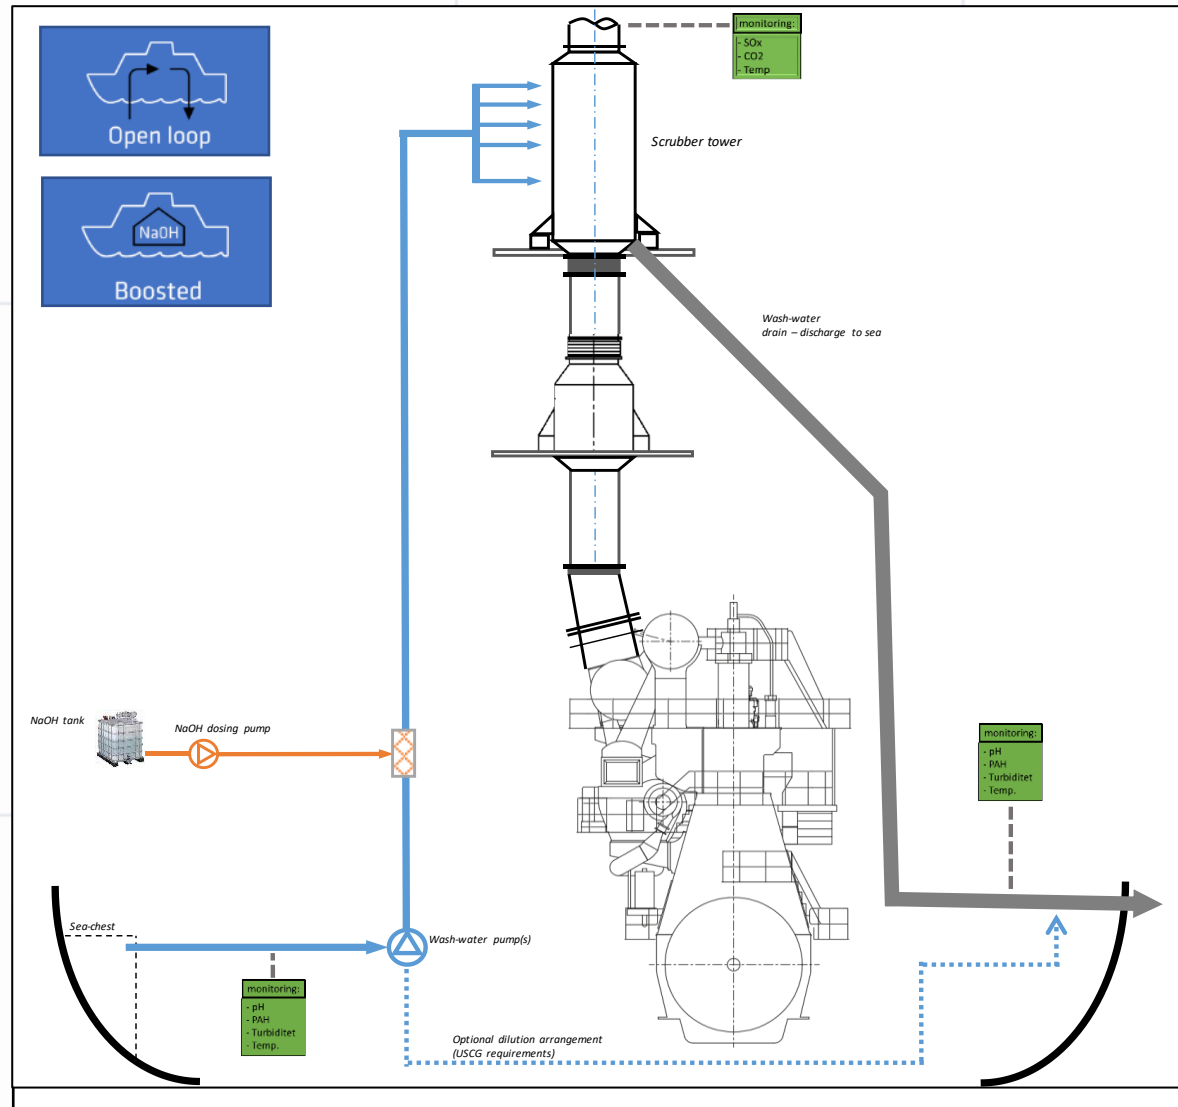 monitoring:
- SOx
- CO2
- Temp
Open loop
Scrubber tower
NaOH
Boosted
Wash-water
drain – discharge to sea
NaOH tank
NaOH dosing pump
monitoring:
- pH
- PAH
- Turbiditet
- Temp.
Sea-chest
Wash-water pump(s)
monitoring:
- pH
- PAH
- Turbiditet
- Temp.
Optional dilution arrangement
(USCG requirements)